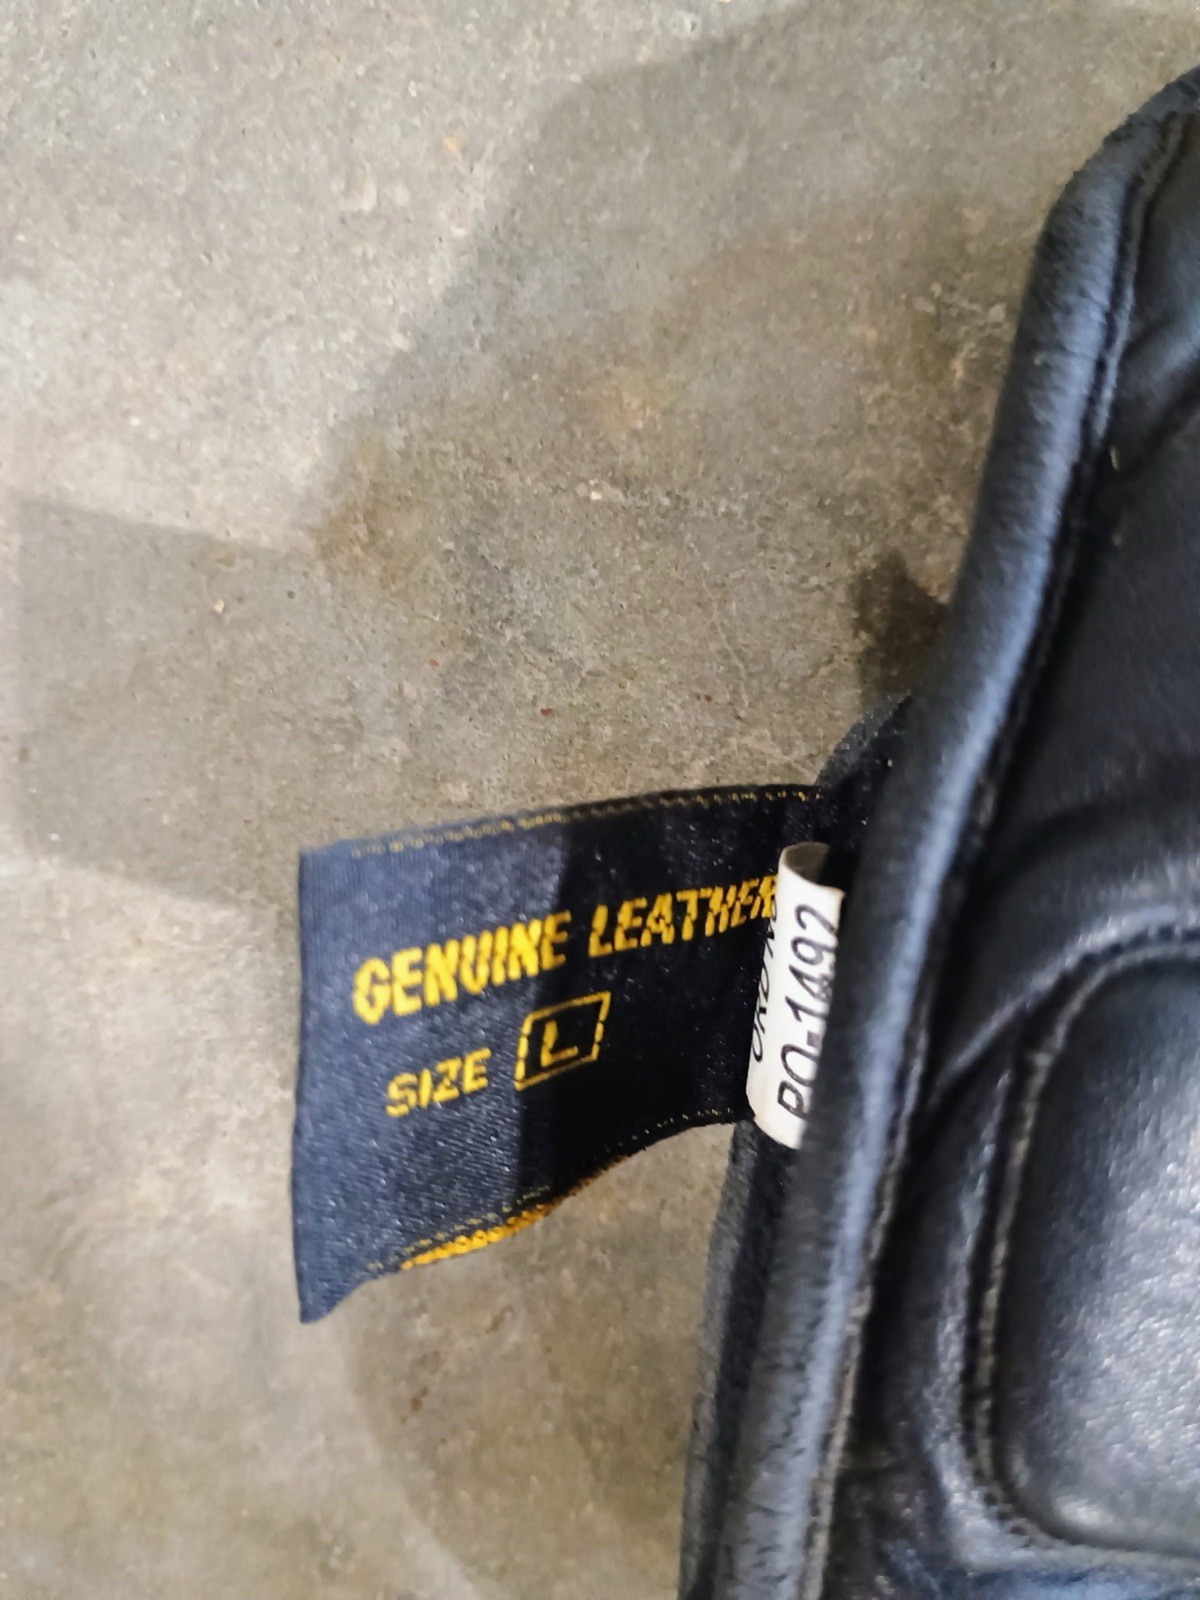 GENUINE LEATHER
SIZE L
PO-1492